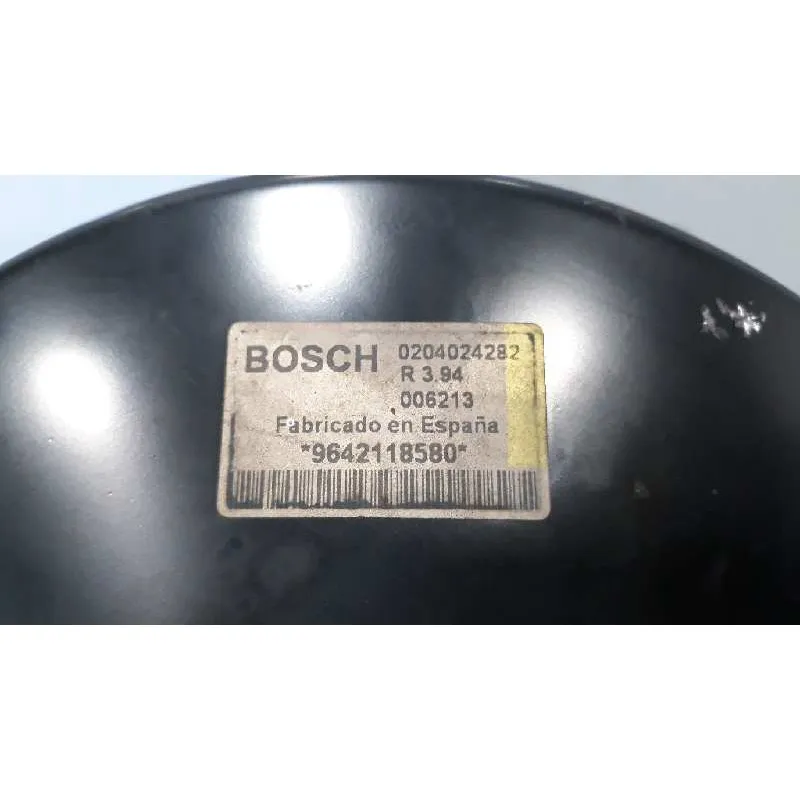 BOSCH 0204024282
R 3.94
006213
Fabricado en España
*9642118580*